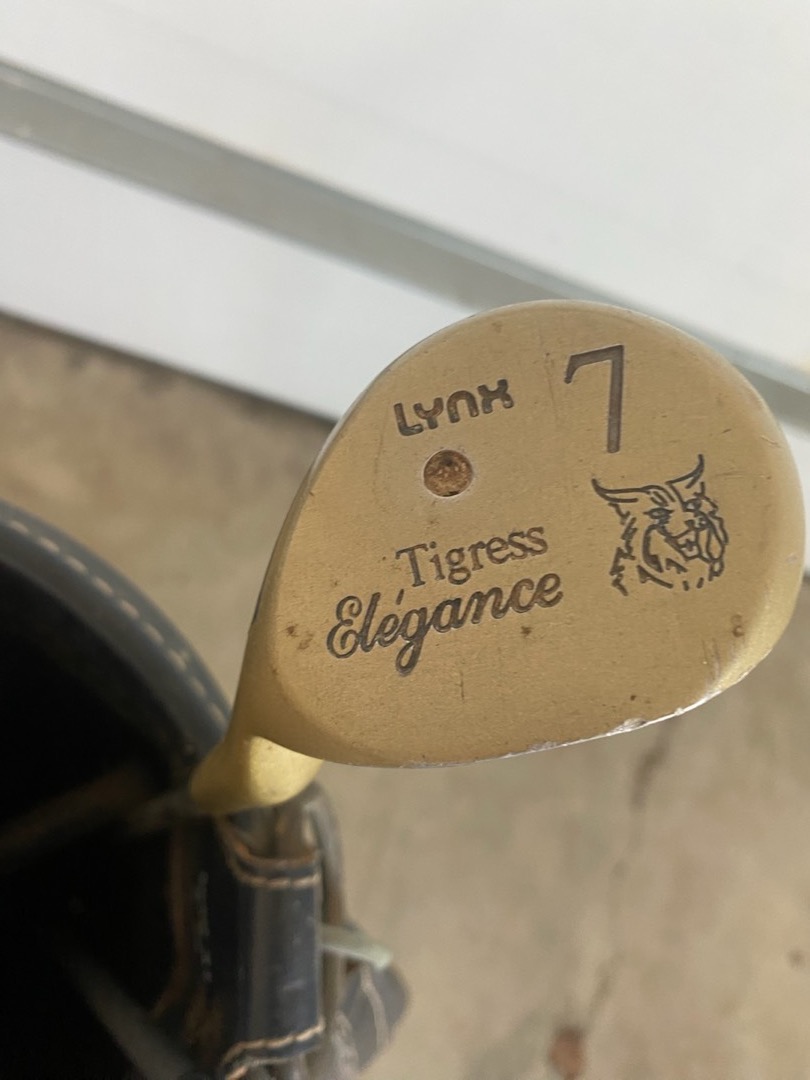 LYNX
7
Tigress
Elégance